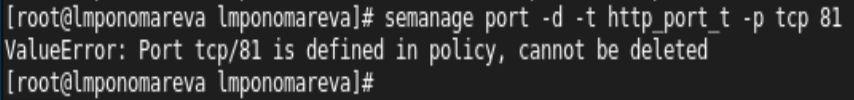 [root@lmponomareva lmponomareva]# semanage port -d -t http_port_t -p tcp 81
ValueError: Port tcp/81 is defined in policy, cannot be deleted
[root@lmponomareva lmponomareva]#